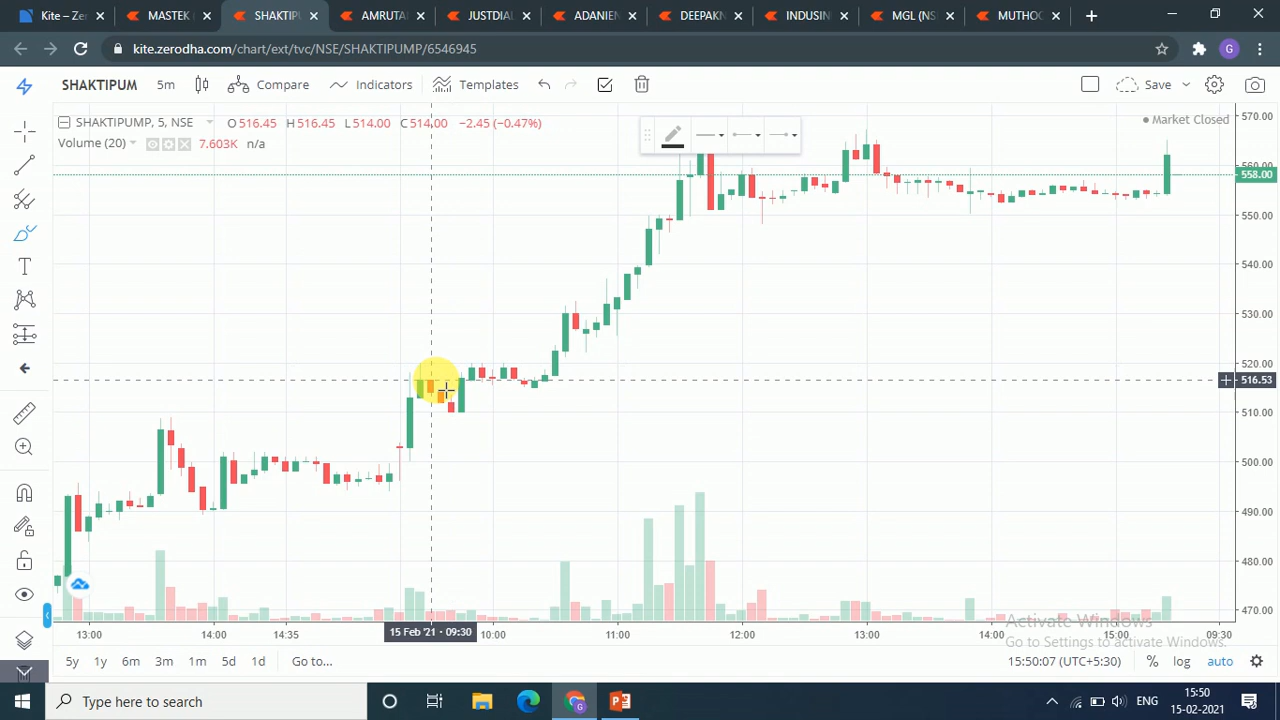 Kite – Zer
MASTEK (
SHAKTIPU
AMRUTA
JUSTDIAL
ADANIEN
DEEPAKN
INDUSIN
MGL (NS
MUTHOO
kite.zerodha.com/chart/ext/tvc/NSE/SHAKTIPUMP/6546945
G
SHAKTIPUM 5m Compare Indicators Templates Save
SHAKTIPUMP, 5, NSE O516.45 H516.45 L514.00 C514.00 −2.45 (−0.47%)
Market Closed
Volume (20) 7.603K n/a
570.00
560.00
558.00
550.00
540.00
530.00
520.00
516.53
510.00
500.00
490.00
480.00
470.00
13:00 14:00 14:35 15 Feb '21 · 09:30 10:00 11:00 12:00 13:00 14:00 15:00 09:30
Activate Windows
Go to Settings to activate Windows.
5y 1y 6m 3m 1m 5d 1d Go to... 15:50:07 (UTC+5:30) % log auto
Type here to search
ENG
15:50
15-02-2021